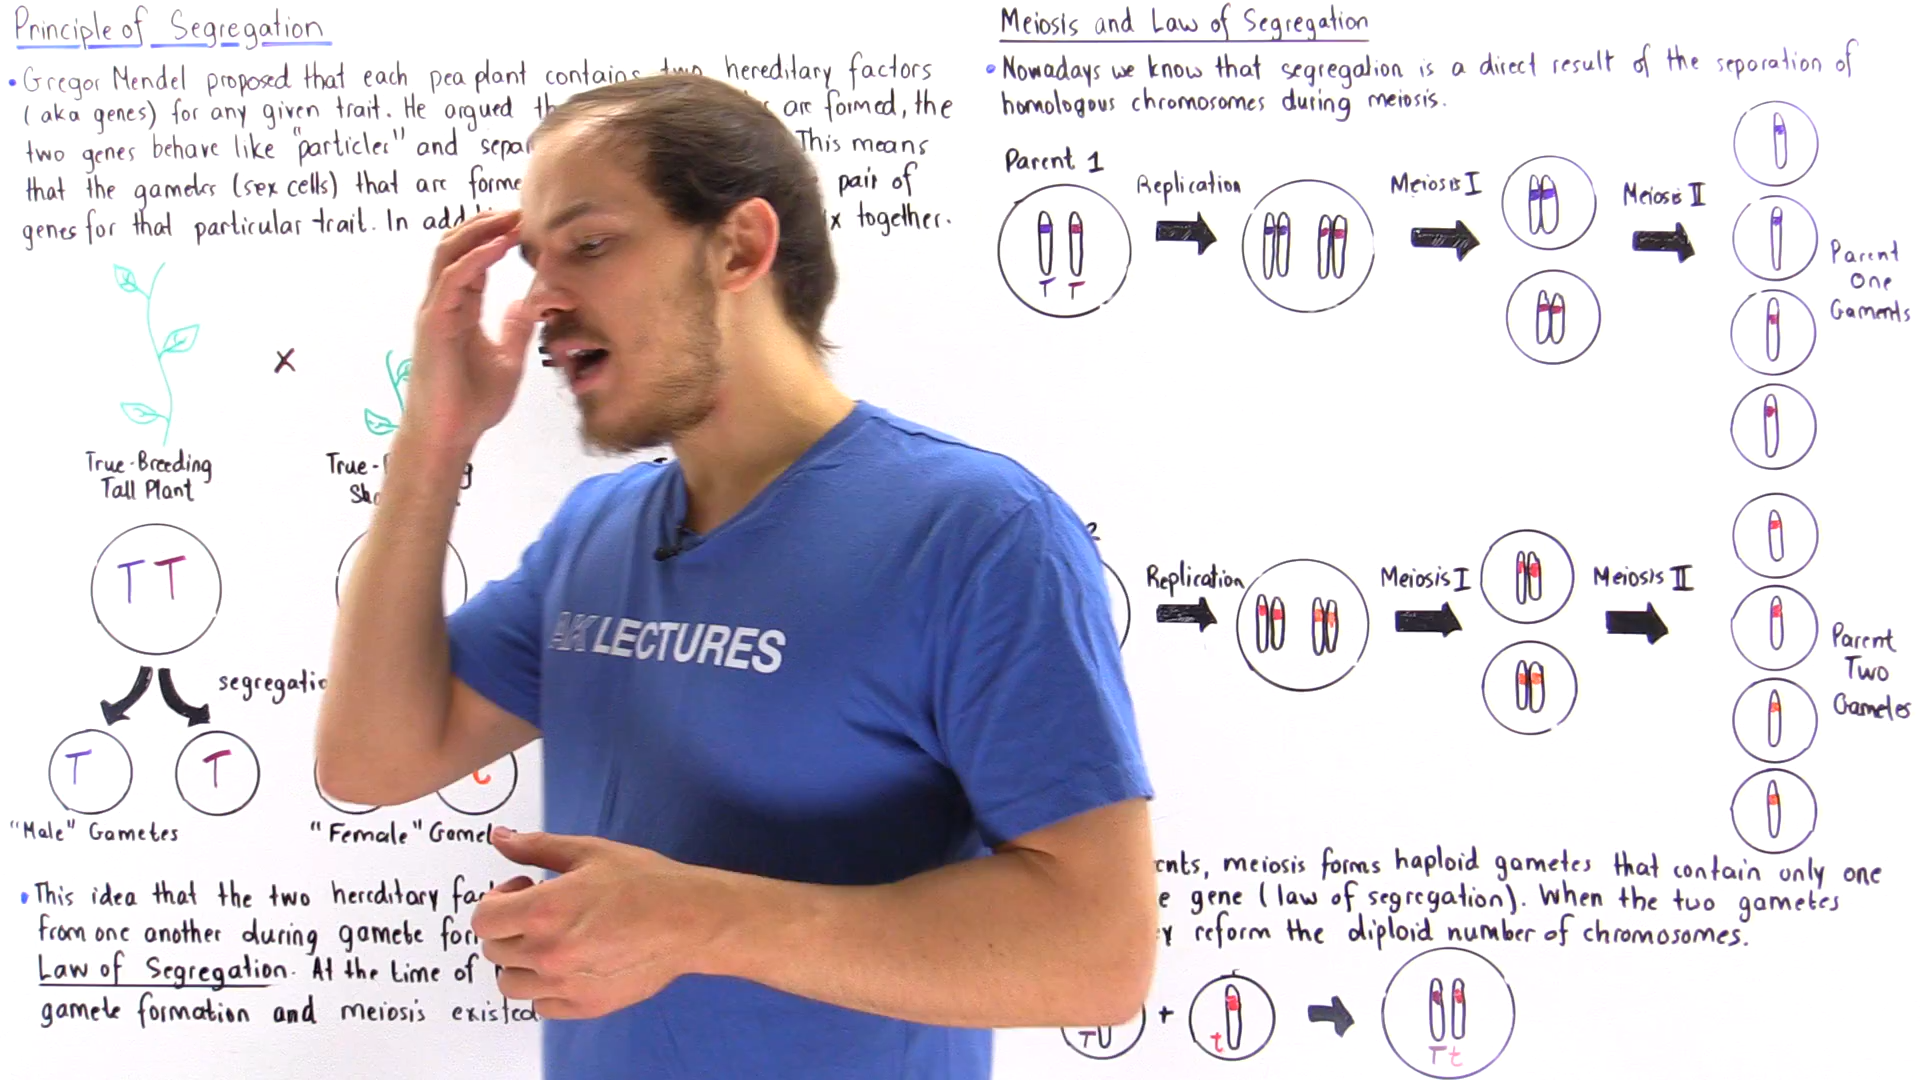 Principle of Segregation
• Gregor Mendel proposed that each pea plant contains two hereditary factors
(aka genes) for any given trait. He argued are formed, the
two genes behave like "particles" and This means
that the gametes (sex cells) that are pair of
genes for that particular trait. In together.
X
True-Breeding
Tall Plant
True-
T T
segregation
T T
t
"Male" Gametes
"Female"
• This idea that the two hereditary
from one another during gamete
Law of Segregation. At the time of
gamete formation and meiosis existed
AK LECTURES
Meiosis and Law of Segregation
• Nowadays we know that segregation is a direct result of the separation of
homologous chromosomes during meiosis.
Parent 1
Replication
Meiosis I
Meiosis II
T T
Parent
One
Gaments
2
Replication
Meiosis I
Meiosis II
Parent
Two
Gametes
meiosis forms haploid gametes that contain only one
gene (law of segregation). When the two gametes
reform the diploid number of chromosomes.
T + t
T t